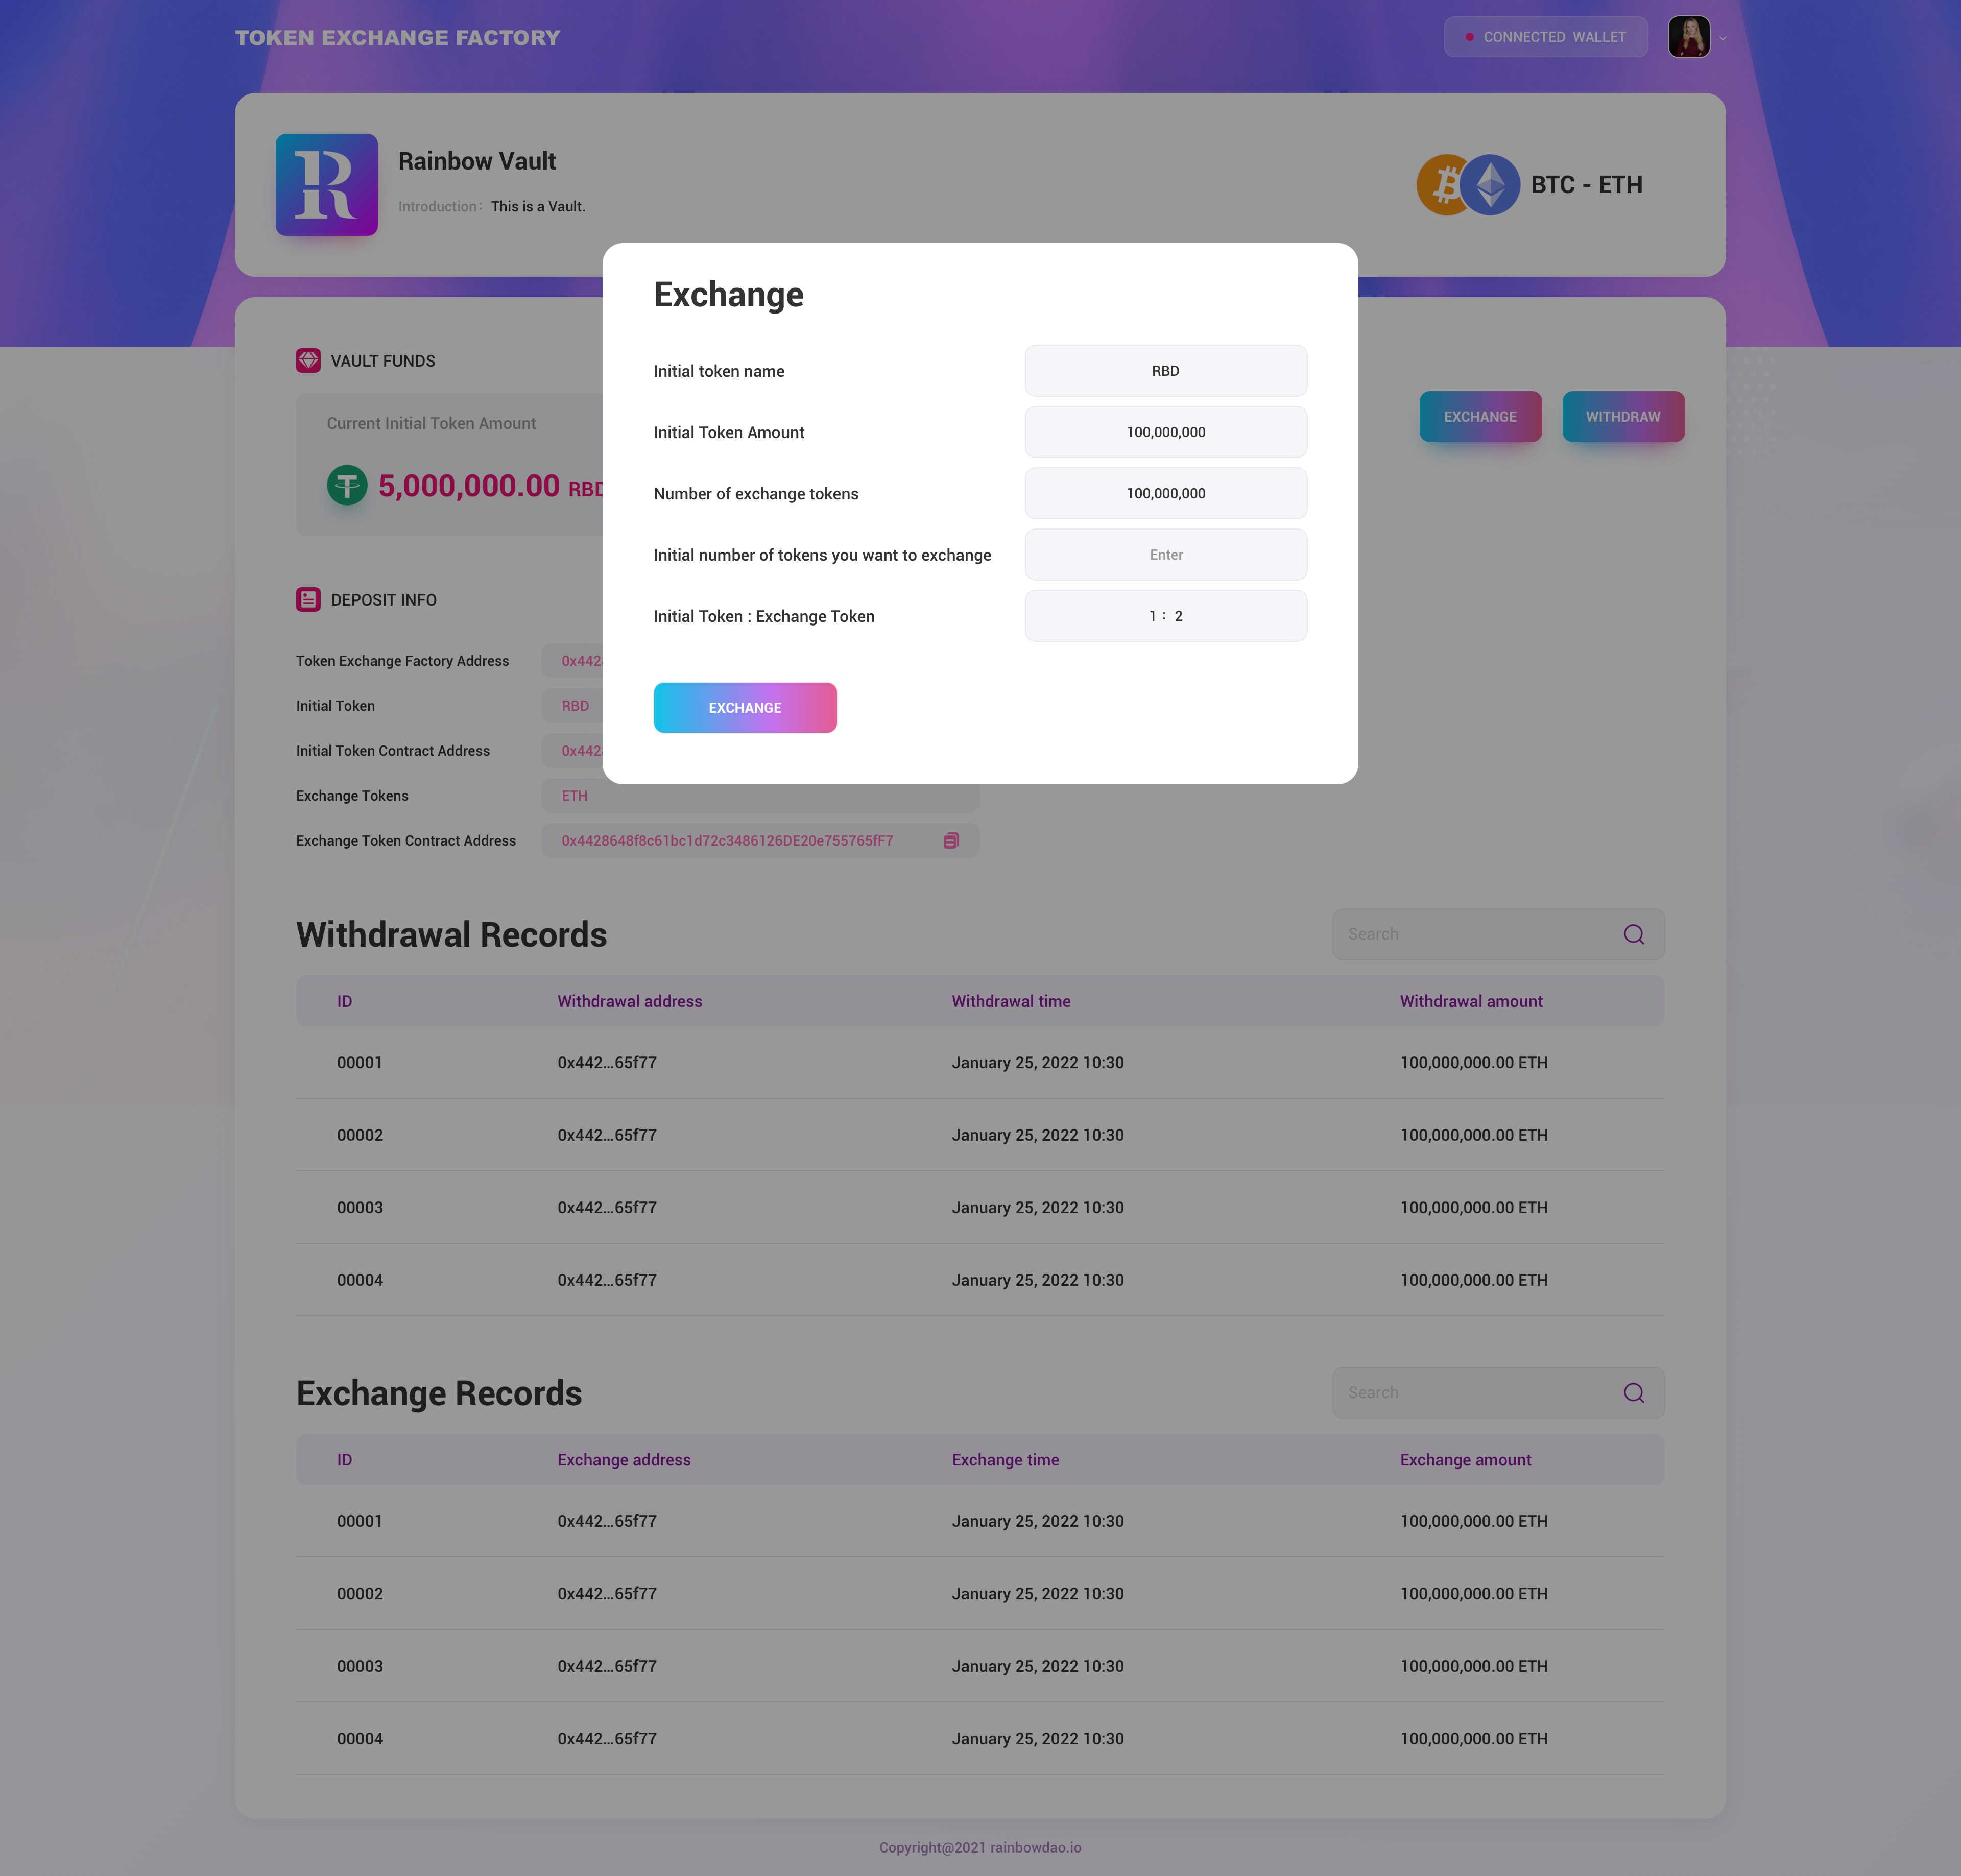 TOKEN EXCHANGE FACTORY
CONNECTED WALLET
Rainbow Vault
Introduction: This is a Vault.
BTC - ETH
Exchange
Initial token name
RBD
Initial Token Amount
100,000,000
Number of exchange tokens
100,000,000
Initial number of tokens you want to exchange
Enter
Initial Token : Exchange Token
1 : 2
EXCHANGE
VAULT FUNDS
Current Initial Token Amount
5,000,000.00 RBD
EXCHANGE
WITHDRAW
DEPOSIT INFO
Token Exchange Factory Address
0x442
Initial Token
RBD
Initial Token Contract Address
0x442
Exchange Tokens
ETH
Exchange Token Contract Address
0x4428648f8c61bc1d72c3486126DE20e755765fF7
Withdrawal Records
Search
ID Withdrawal address Withdrawal time Withdrawal amount
00001 0x442...65f77 January 25, 2022 10:30 100,000,000.00 ETH
00002 0x442...65f77 January 25, 2022 10:30 100,000,000.00 ETH
00003 0x442...65f77 January 25, 2022 10:30 100,000,000.00 ETH
00004 0x442...65f77 January 25, 2022 10:30 100,000,000.00 ETH
Exchange Records
Search
ID Exchange address Exchange time Exchange amount
00001 0x442...65f77 January 25, 2022 10:30 100,000,000.00 ETH
00002 0x442...65f77 January 25, 2022 10:30 100,000,000.00 ETH
00003 0x442...65f77 January 25, 2022 10:30 100,000,000.00 ETH
00004 0x442...65f77 January 25, 2022 10:30 100,000,000.00 ETH
Copyright@2021 rainbowdao.io